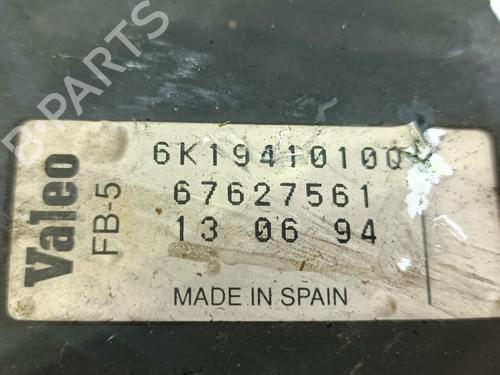 B-PARTS
Valeo
FB-5
6K1941010Q
67627561
13 06 94
MADE IN SPAIN